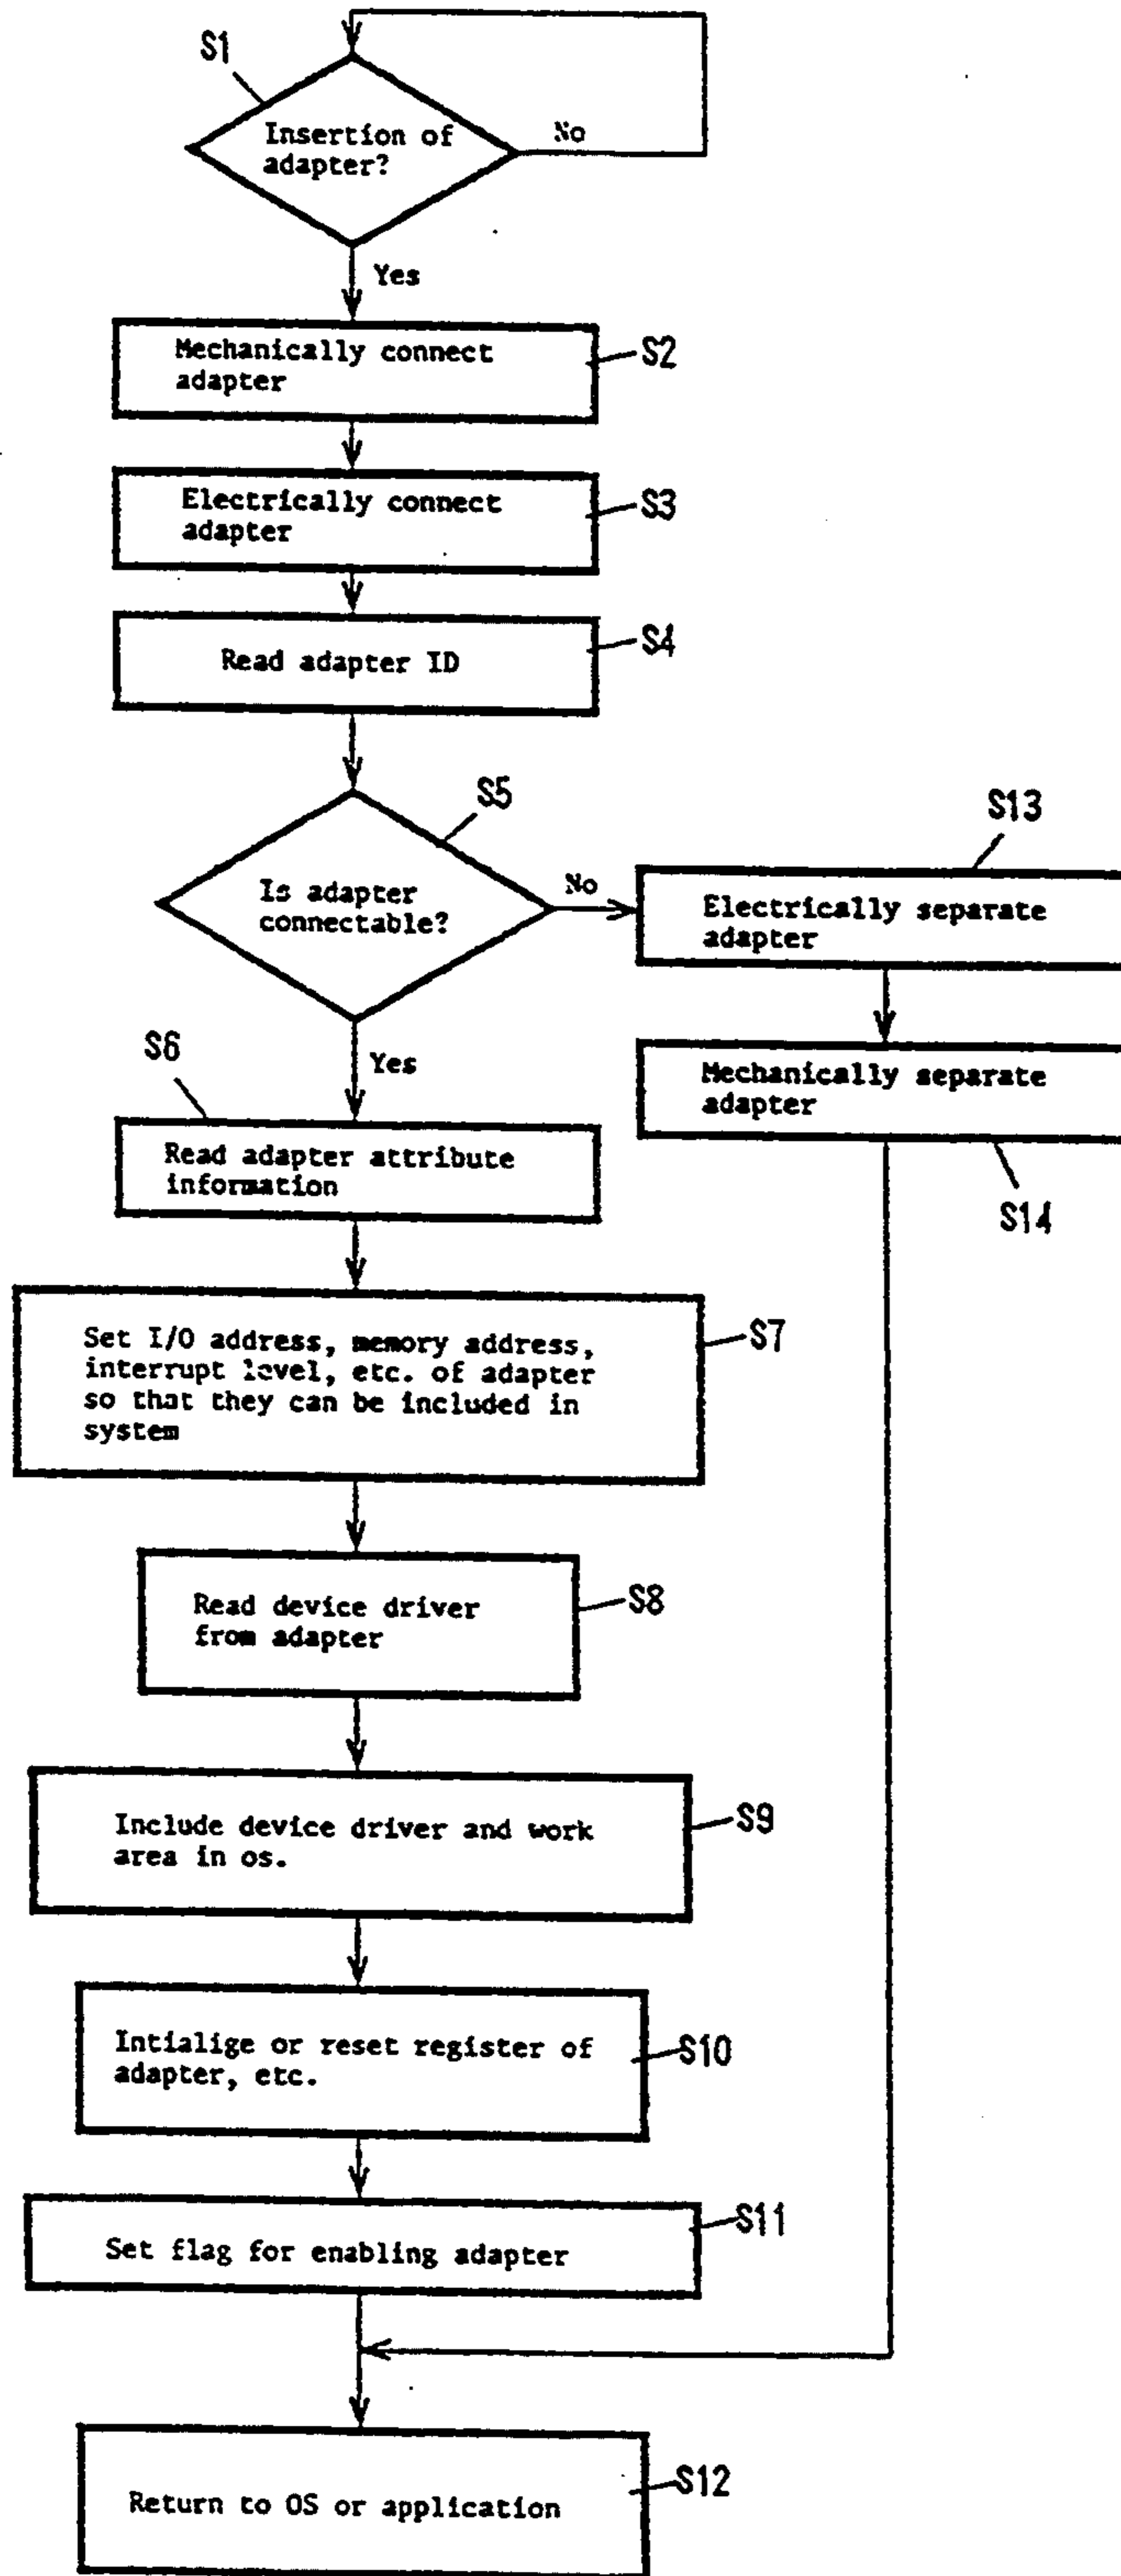 S1
Insertion of
adapter?
No
Yes
Mechanically connect
adapter
S2
Electrically connect
adapter
S3
Read adapter ID
S4
S5
Is adapter
connectable?
No
Yes
S13
Electrically separate
adapter
Mechanically separate
adapter
S14
S6
Read adapter attribute
information
Set I/O address, memory address,
interrupt level, etc. of adapter
so that they can be included in
system
S7
Read device driver
from adapter
S8
Include device driver and work
area in os.
S9
Intialige or reset register of
adapter, etc.
S10
Set flag for enabling adapter
S11
Return to OS or application
S12